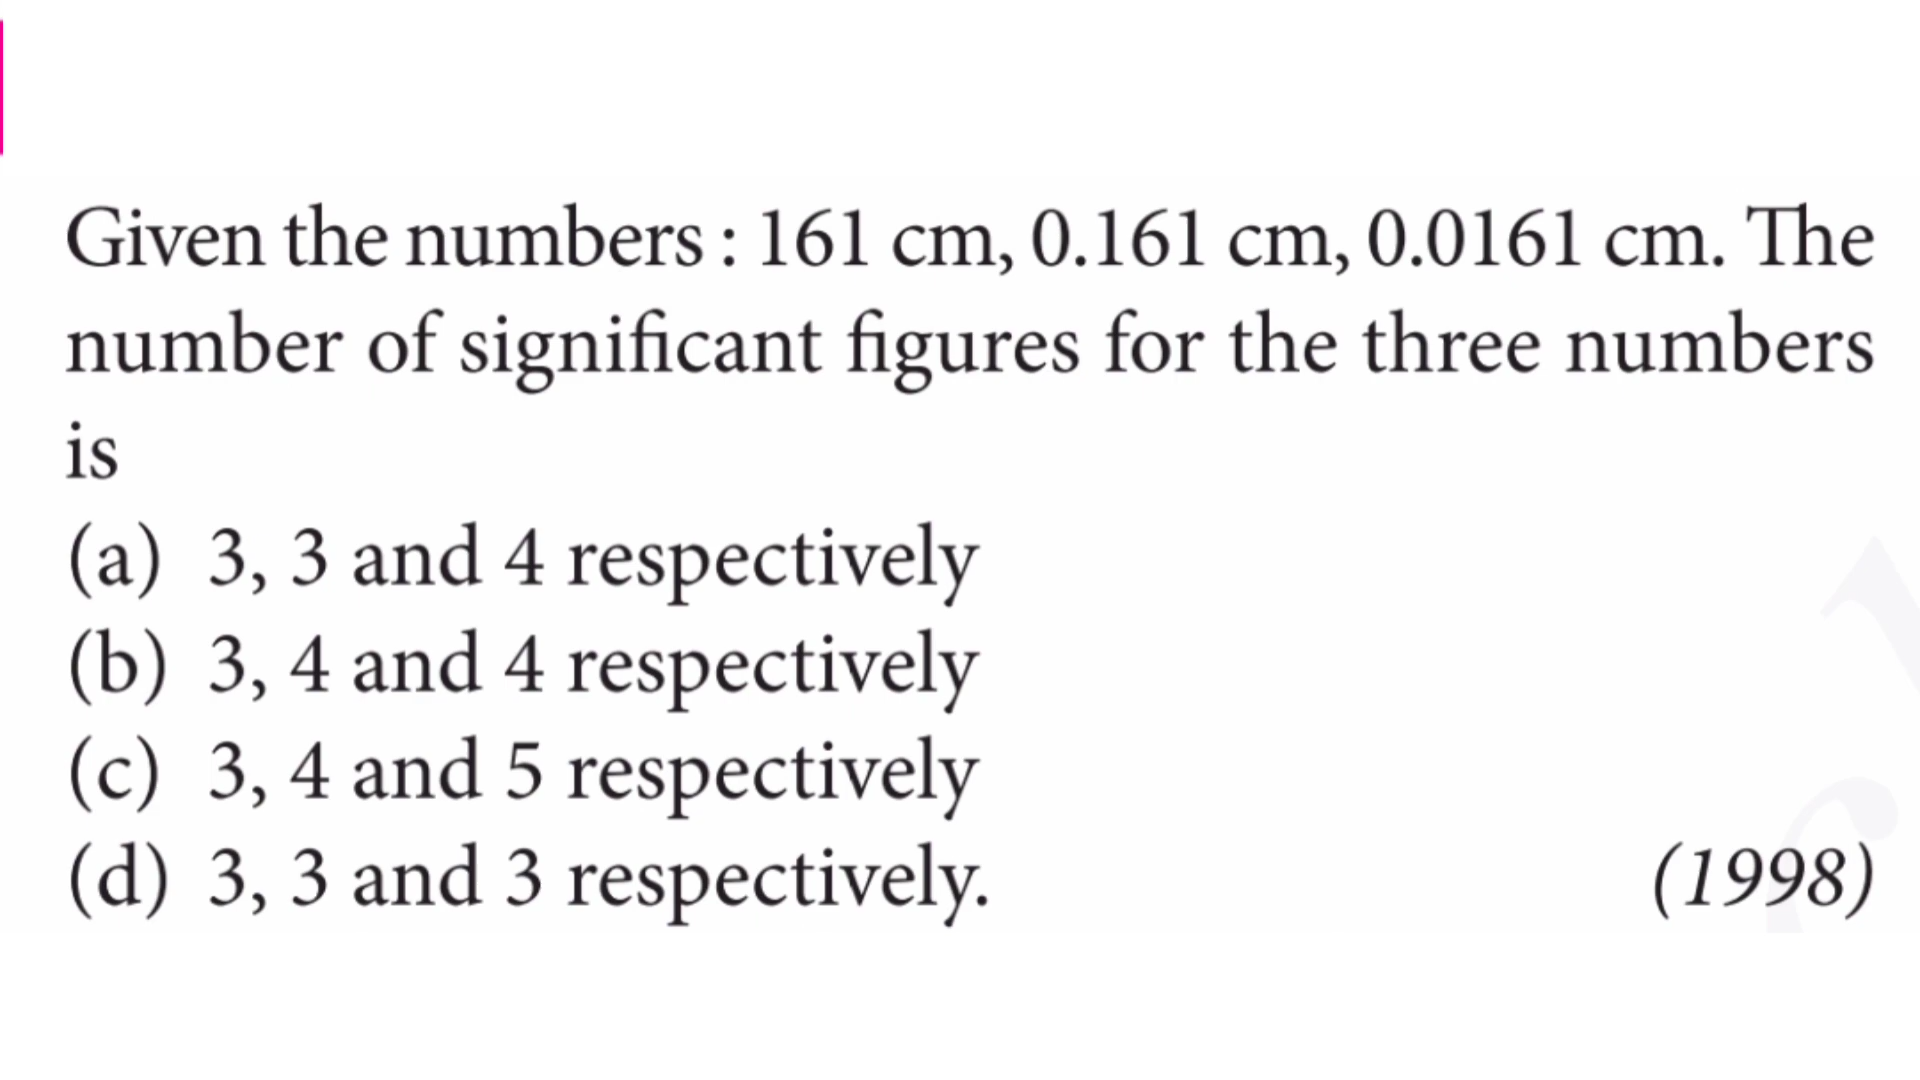 Given the numbers : 161 cm, 0.161 cm, 0.0161 cm. The
number of significant figures for the three numbers
is
(a) 3, 3 and 4 respectively
(b) 3, 4 and 4 respectively
(c) 3, 4 and 5 respectively
(d) 3, 3 and 3 respectively. (1998)